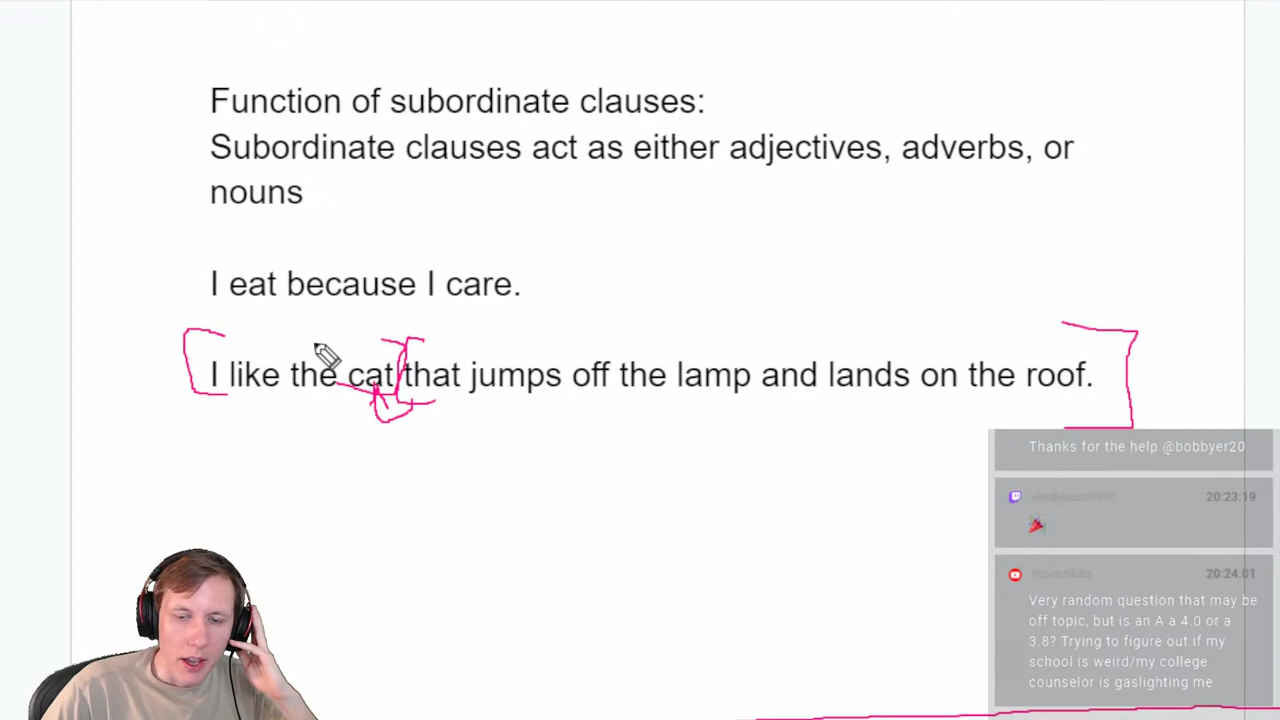 Function of subordinate clauses:
Subordinate clauses act as either adjectives, adverbs, or
nouns
I eat because I care.
I like the cat that jumps off the lamp and lands on the roof.
Thanks for the help @bobbyer20
20:23:19
20:24:01
Very random question that may be
off topic, but is an A a 4.0 or a
3.8? Trying to figure out if my
school is weird/my college
counselor is gaslighting me